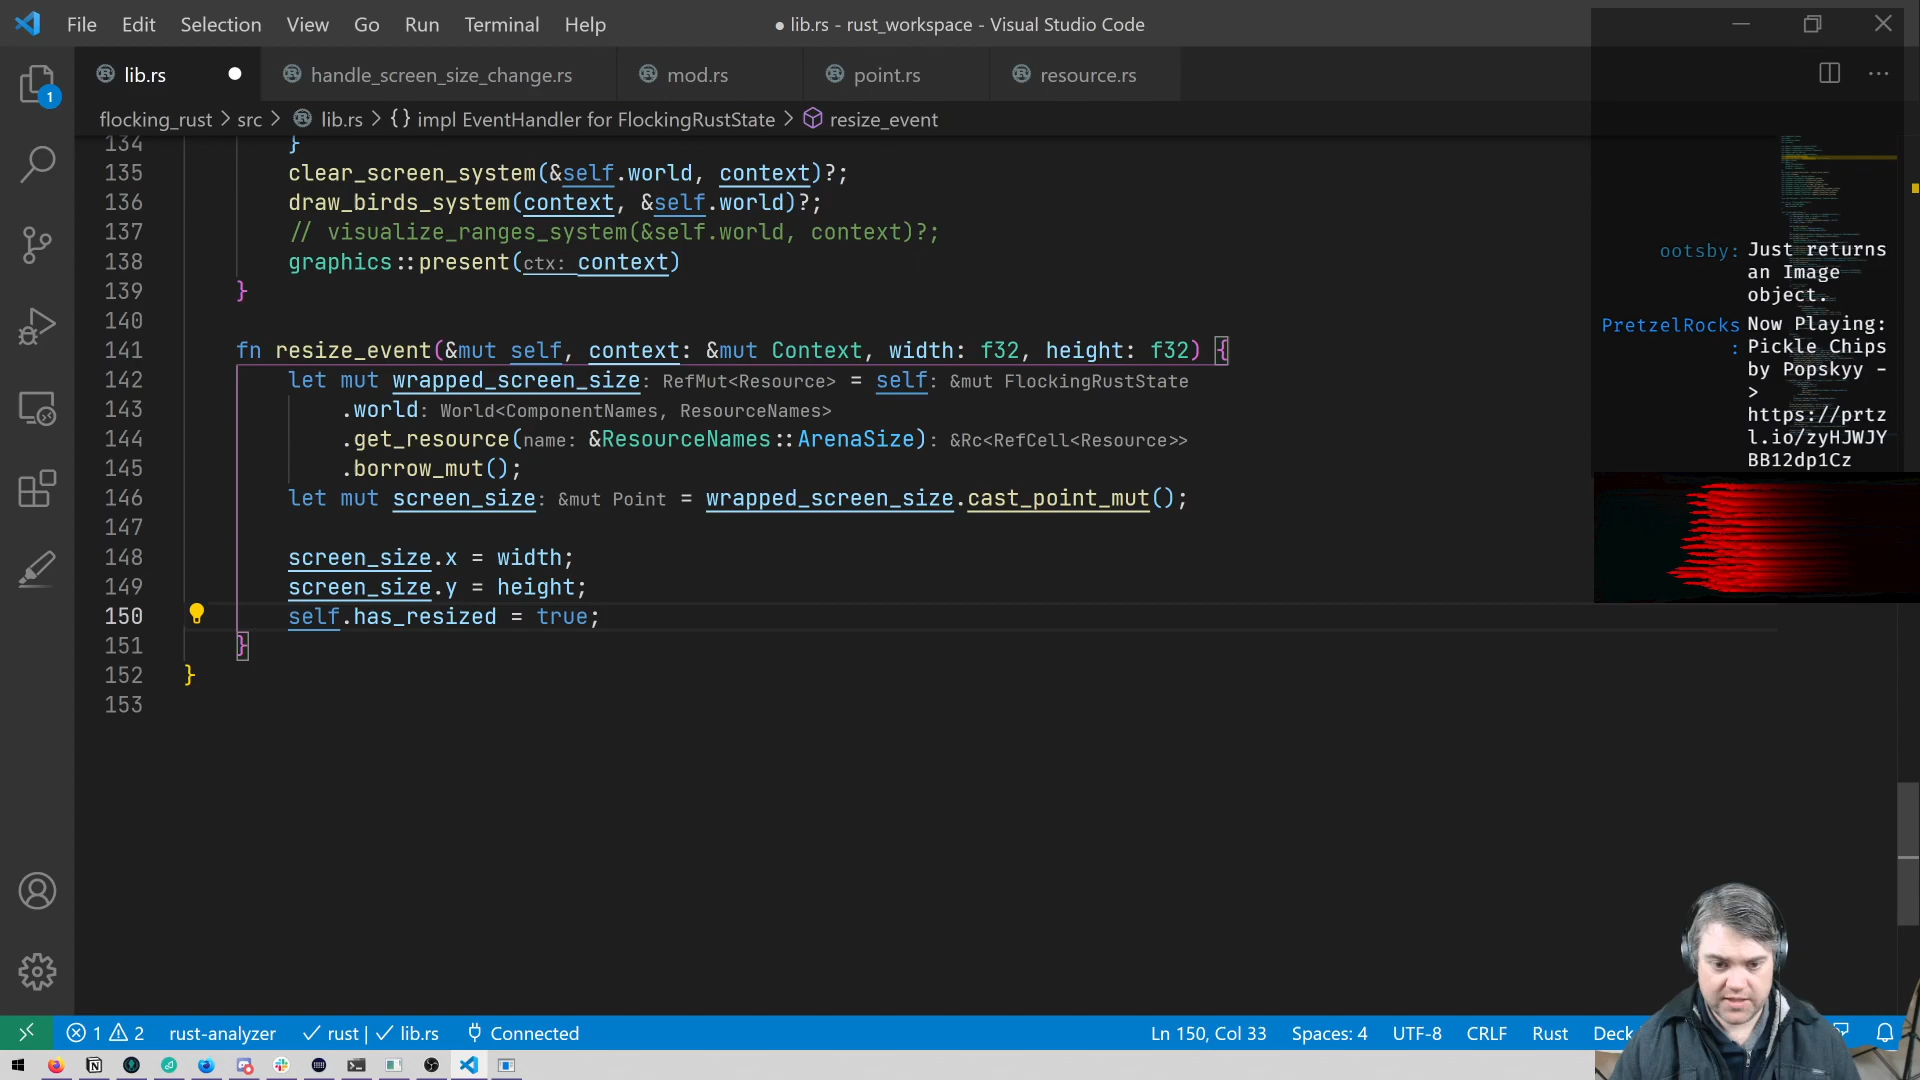 File Edit Selection View Go Run Terminal Help
● lib.rs - rust_workspace - Visual Studio Code
lib.rs
handle_screen_size_change.rs
mod.rs
point.rs
resource.rs
flocking_rust > src > lib.rs > {} impl EventHandler for FlockingRustState > resize_event
134 }
135 clear_screen_system(&self.world, context)?;
136 draw_birds_system(context, &self.world)?;
137 // visualize_ranges_system(&self.world, context)?;
138 graphics::present(ctx: context)
139 }
140
141 fn resize_event(&mut self, context: &mut Context, width: f32, height: f32) {
142 let mut wrapped_screen_size: RefMut<Resource> = self: &mut FlockingRustState
143 .world: World<ComponentNames, ResourceNames>
144 .get_resource(name: &ResourceNames::ArenaSize): &Rc<RefCell<Resource>>
145 .borrow_mut();
146 let mut screen_size: &mut Point = wrapped_screen_size.cast_point_mut();
147
148 screen_size.x = width;
149 screen_size.y = height;
150 self.has_resized = true;
151 }
152 }
153
ootsby: Just returns
an Image
object.
PretzelRocks Now Playing:
: Pickle Chips
by Popskyy -
>
https://prtz
l.io/zyHJWJY
BB12dp1Cz
1
1 2 rust-analyzer rust | lib.rs Connected
Ln 150, Col 33 Spaces: 4 UTF-8 CRLF Rust Deck